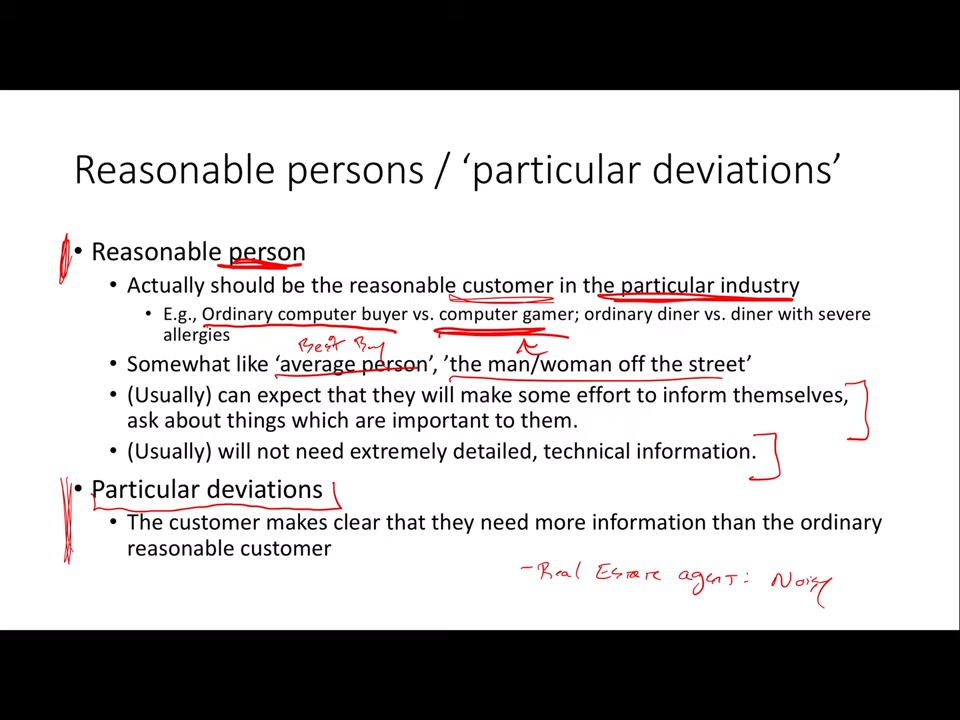 Reasonable persons / ‘particular deviations’
• Reasonable person
• Actually should be the reasonable customer in the particular industry
• E.g., Ordinary computer buyer vs. computer gamer; ordinary diner vs. diner with severe
allergies
Best Buy
• Somewhat like ‘average person’, ’the man/woman off the street’
• (Usually) can expect that they will make some effort to inform themselves,
ask about things which are important to them.
• (Usually) will not need extremely detailed, technical information.
• Particular deviations
• The customer makes clear that they need more information than the ordinary
reasonable customer
- Real Estate agent: Noisy